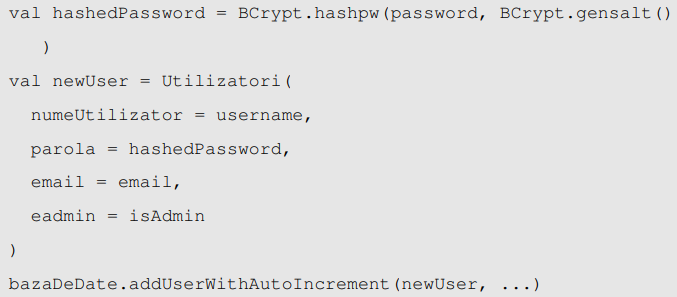 val hashedPassword = BCrypt.hashpw(password, BCrypt.gensalt()
)
val newUser = Utilizatori(
numeUtilizator = username,
parola = hashedPassword,
email = email,
eadmin = isAdmin
)
bazaDeDate.addUserWithAutoIncrement(newUser, ...)